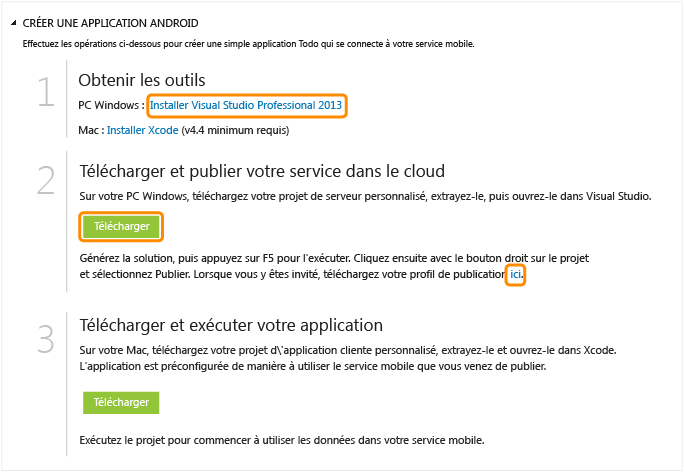 CRÉER UNE APPLICATION ANDROID
Effectuez les opérations ci-dessous pour créer une simple application Todo qui se connecte à votre service mobile.
1
Obtenir les outils
PC Windows : Installer Visual Studio Professional 2013
Mac : Installer Xcode (v4.4 minimum requis)
2
Télécharger et publier votre service dans le cloud
Sur votre PC Windows, téléchargez votre projet de serveur personnalisé, extrayez-le, puis ouvrez-le dans Visual Studio.
Télécharger
Générez la solution, puis appuyez sur F5 pour l'exécuter. Cliquez ensuite avec le bouton droit sur le projet
et sélectionnez Publier. Lorsque vous y êtes invité, téléchargez votre profil de publication ici.
3
Télécharger et exécuter votre application
Sur votre Mac, téléchargez votre projet d\'application cliente personnalisé, extrayez-le et ouvrez-le dans Xcode.
L'application est préconfigurée de manière à utiliser le service mobile que vous venez de publier.
Télécharger
Exécutez le projet pour commencer à utiliser les données dans votre service mobile.